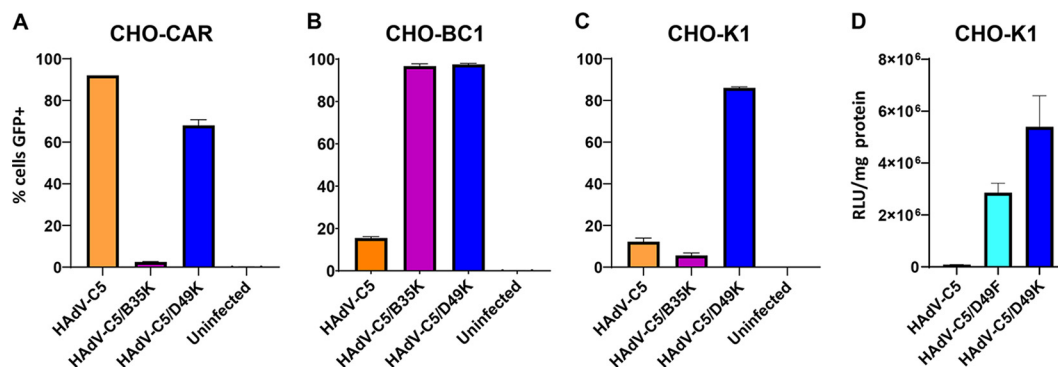 A
CHO-CAR
% cells GFP+
100
80
60
40
20
0
HAdV-C5
HAdV-C5/B35K
HAdV-C5/D49K
Uninfected
B
CHO-BC1
100
80
60
40
20
0
HAdV-C5
HAdV-C5/B35K
HAdV-C5/D49K
Uninfected
C
CHO-K1
100
80
60
40
20
0
HAdV-C5
HAdV-C5/B35K
HAdV-C5/D49K
Uninfected
D
CHO-K1
RLU/mg protein
8×10⁶
6×10⁶
4×10⁶
2×10⁶
0
HAdV-C5
HAdV-C5/D49F
HAdV-C5/D49K